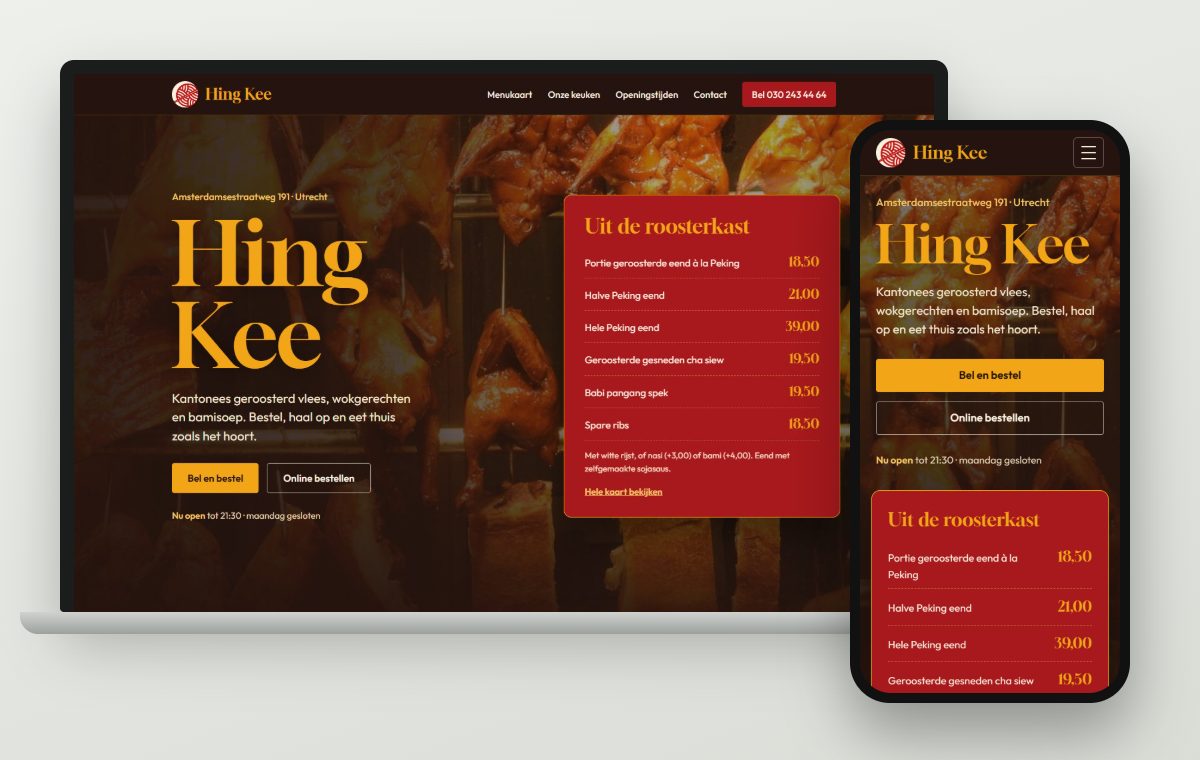 Hing Kee
Menukaart
Onze keuken
Openingstijden
Contact
Bel 030 243 44 64
Amsterdamsestraatweg 191 · Utrecht
Hing
Kee
Kantonees geroosterd vlees, wokgerechten
en bamisoep. Bestel, haal op en eet thuis
zoals het hoort.
Bel en bestel
Online bestellen
Nu open tot 21:30 · maandag gesloten
Uit de roosterkast
Portie geroosterde eend à la Peking 18,50
Halve Peking eend 21,00
Hele Peking eend 39,00
Geroosterde gesneden cha siew 19,50
Babi pangang spek 19,50
Spare ribs 18,50
Met witte rijst, of nasi (+3,00) of bami (+4,00). Eend met
zelfgemaakte sojasaus.
Hele kaart bekijken
Hing Kee
Amsterdamsestraatweg 191 · Utrecht
Hing Kee
Kantonees geroosterd vlees,
wokgerechten en bamisoep. Bestel, haal
op en eet thuis zoals het hoort.
Bel en bestel
Online bestellen
Nu open tot 21:30 · maandag gesloten
Uit de roosterkast
Portie geroosterde eend à la 18,50
Peking
Halve Peking eend 21,00
Hele Peking eend 39,00
Geroosterde gesneden cha siew 19,50